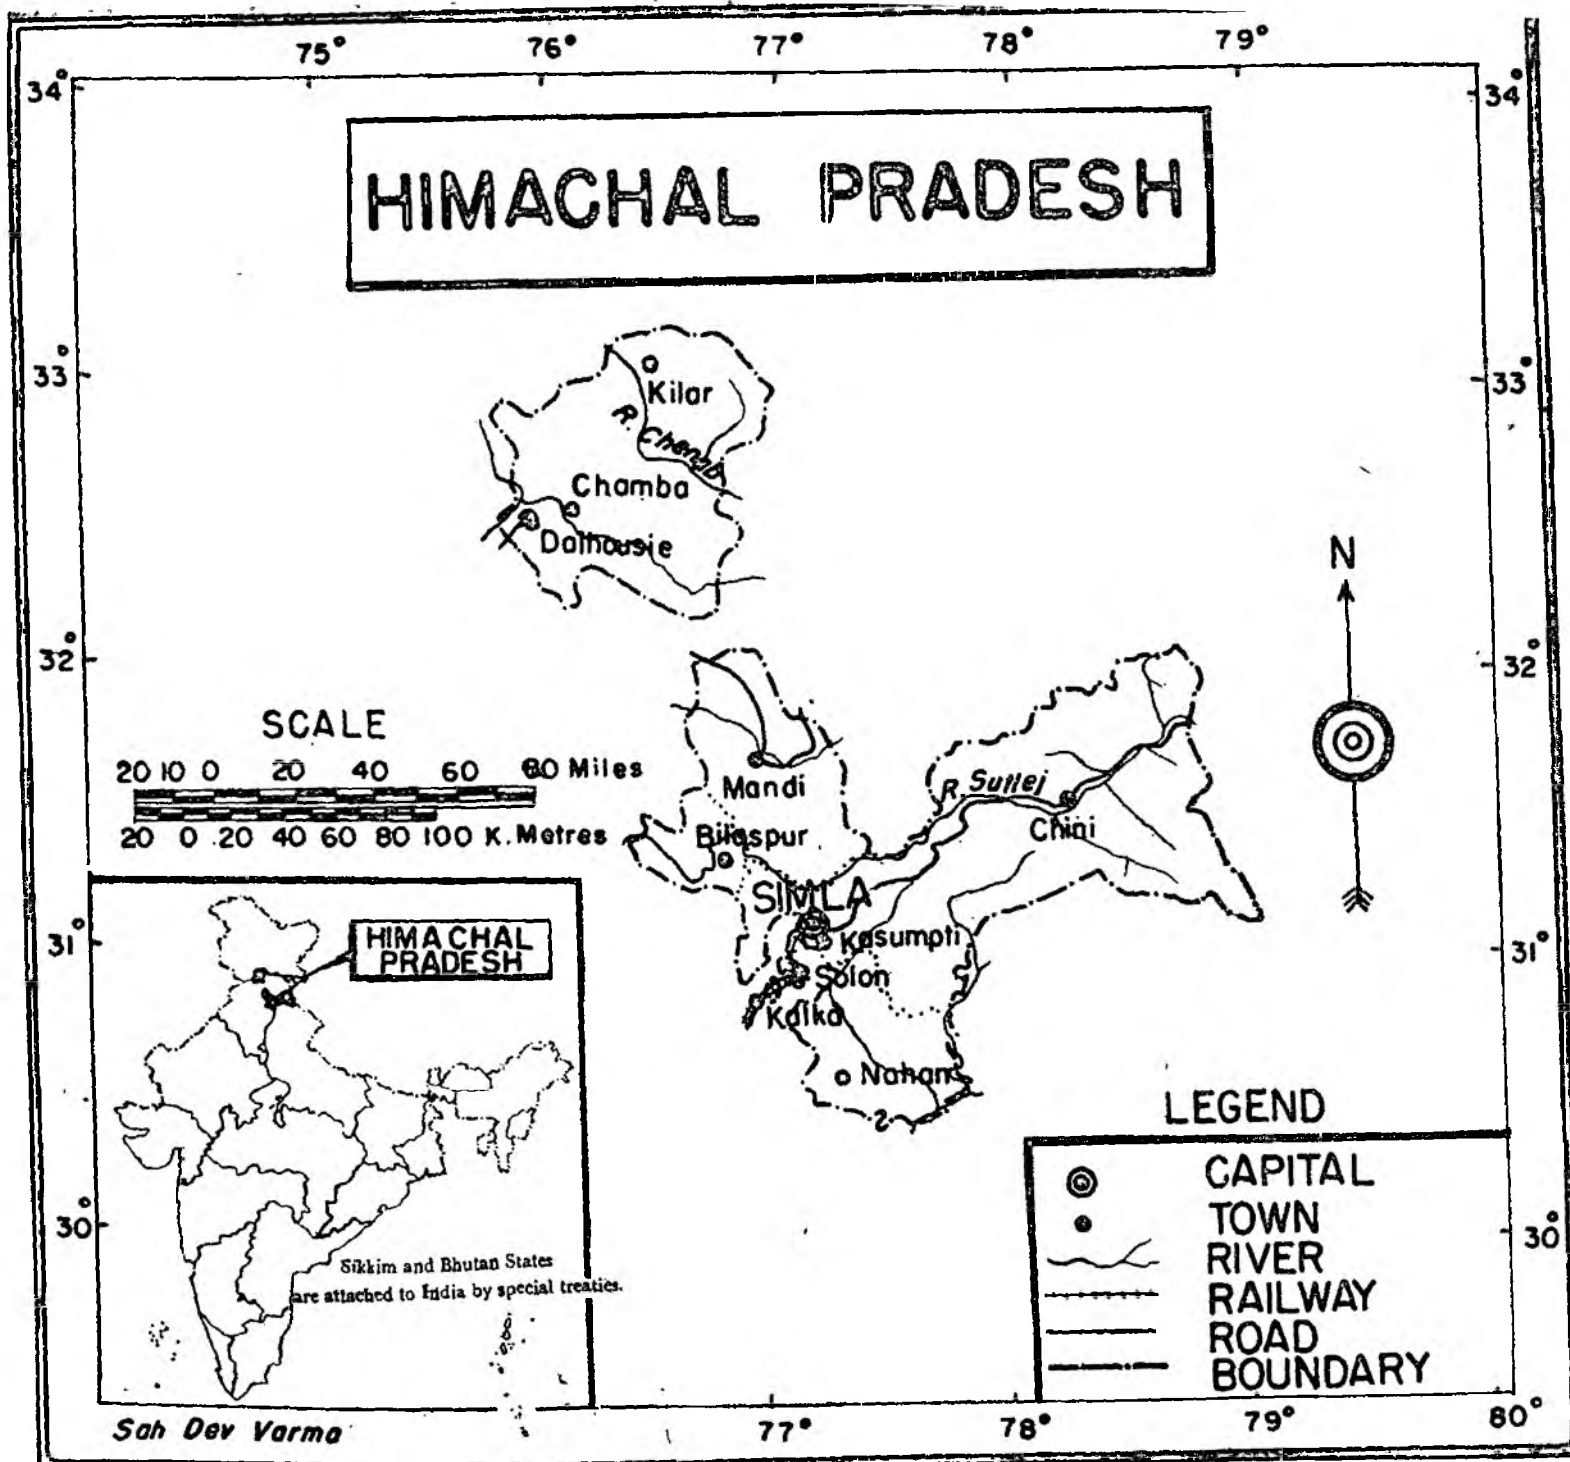 75° 76° 77° 78° 79°
34° 34°
HIMACHAL PRADESH
33° 33°
Kilar
R. Chenab
Chamba
Dalhousie
N
32° 32°
SCALE
20 10 0 20 40 60 80 Miles
20 0 20 40 60 80 100 K. Metres
Mandi
R. Sutlej
Chini
Bilaspur
SIMLA
Kasumpti
31° 31°
Solon
Kalka
Nahan
HIMACHAL
PRADESH
LEGEND
CAPITAL
TOWN
RIVER
RAILWAY
ROAD
BOUNDARY
30° 30°
Sikkim and Bhutan States
are attached to India by special treaties.
77° 78° 79° 80°
Sah Dev Varma